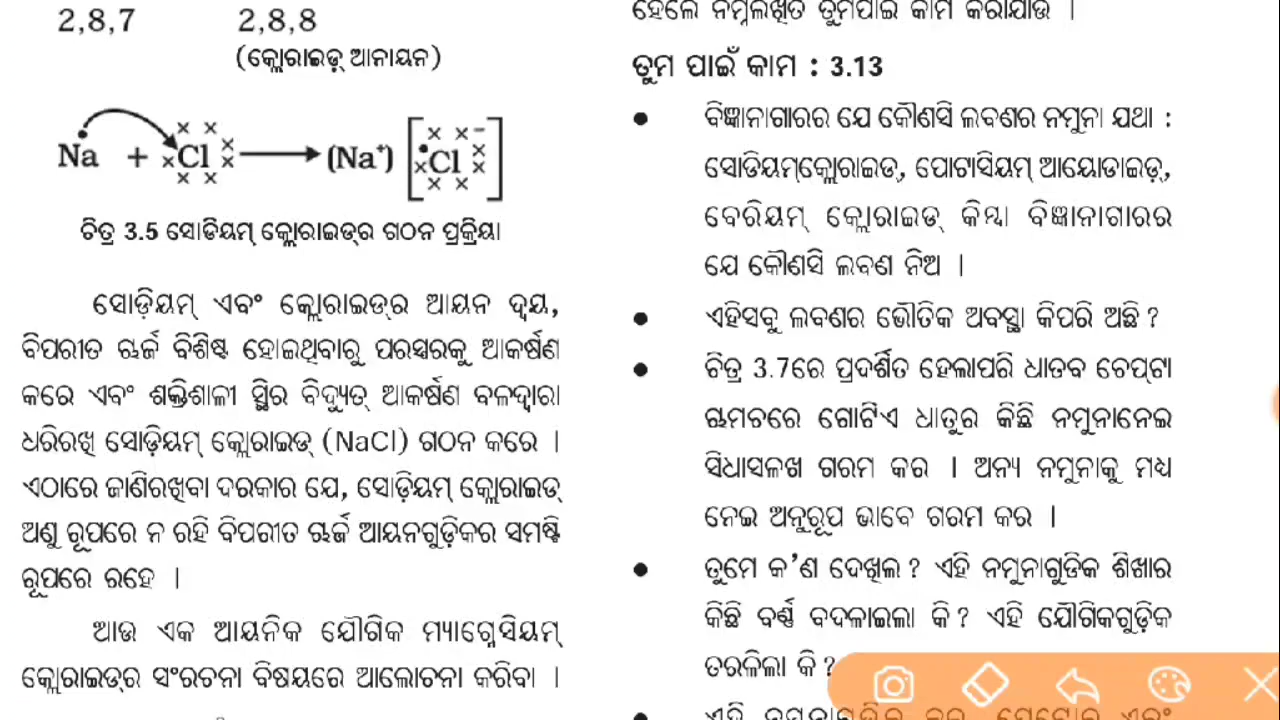 2,8,7 2,8,8
(କ୍ଲୋରାଇଡ୍ ଆନାୟନ)
Na + Cl → (Na⁺) [Cl]⁻
ଚିତ୍ର 3.5 ସୋଡିୟମ୍ କ୍ଲୋରାଇଡ୍‌ର ଗଠନ ପ୍ରକ୍ରିୟା
ସୋଡ଼ିୟମ୍ ଏବଂ କ୍ଲୋରାଇଡ୍‌ର ଆୟନ ଦ୍ଵୟ,
ବିପରୀତ ଋର୍ଜ ବିଶିଷ୍ଟ ହୋଇଥିବାରୁ ପରସ୍ପରକୁ ଆକର୍ଷଣ
କରେ ଏବଂ ଶକ୍ତିଶାଳୀ ସ୍ଥିର ବିଦ୍ୟୁତ୍ ଆକର୍ଷଣ ବଳଦ୍ୱାରା
ଧରିରଖି ସୋଡ଼ିୟମ୍ କ୍ଲୋରାଇଡ୍ (NaCl) ଗଠନ କରେ ।
ଏଠାରେ ଜାଣିରଖିବା ଦରକାର ଯେ, ସୋଡ଼ିୟମ୍ କ୍ଲୋରାଇଡ୍
ଅଣୁ ରୂପରେ ନ ରହି ବିପରୀତ ଋର୍ଜ ଆୟନଗୁଡ଼ିକର ସମଷ୍ଟି
ରୂପରେ ରହେ ।
ଆଉ ଏକ ଆୟନିକ ଯୌଗିକ ମ୍ୟାଗ୍ନେସିୟମ୍
କ୍ଲୋରାଇଡ୍‌ର ସଂରଚନା ବିଷୟରେ ଆଲୋଚନା କରିବା ।
ତୁମ ପାଇଁ କାମ : 3.13
● ବିଜ୍ଞାନାଗାରର ଯେ କୌଣସି ଲବଣର ନମୁନା ଯଥା :
ସୋଡିୟମ୍‌କ୍ଲୋରାଇଡ୍, ପୋଟାସିୟମ୍ ଆୟୋଡାଇଡ୍,
ବେରିୟମ୍ କ୍ଲୋରାଇଡ୍ କିମ୍ବା ବିଜ୍ଞାନାଗାରର
ଯେ କୌଣସି ଲବଣ ନିଅ ।
● ଏହିସବୁ ଲବଣର ଭୌତିକ ଅବସ୍ଥା କିପରି ଅଛି ?
● ଚିତ୍ର 3.7ରେ ପ୍ରଦର୍ଶିତ ହେଲାପରି ଧାତବ ଚେପ୍‌ଟା
ଋମଚରେ ଗୋଟିଏ ଧାତୁର କିଛି ନମୁନାନେଇ
ସିଧାସଳଖ ଗରମ କର । ଅନ୍ୟ ନମୁନାକୁ ମଧ୍ୟ
ନେଇ ଅନୁରୂପ ଭାବେ ଗରମ କର ।
● ତୁମେ କ’ଣ ଦେଖିଲ ? ଏହି ନମୁନାଗୁଡିକ ଶିଖାର
କିଛି ବର୍ଣ୍ଣ ବଦଳାଇଲା କି ? ଏହି ଯୌଗିକଗୁଡ଼ିକ
ତରଳିଲା କି ?